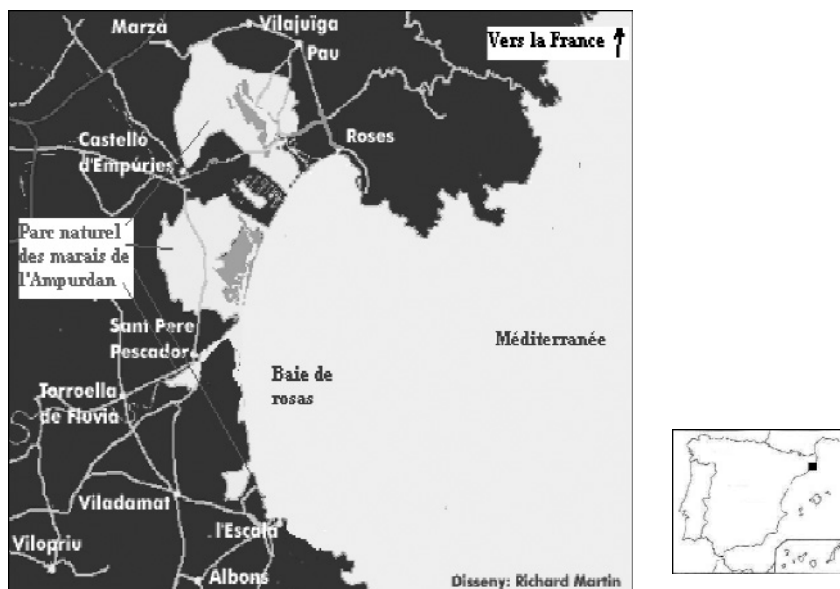 Marzà
Vilajuïga
Pau
Vers la France
Roses
Castelló
d'Empúries
Parc naturel
des marais de
l'Ampurdan
Sant Pere
Pescador
Méditerranée
Baie de
rosas
Torroella
de Fluvià
Viladamat
l'Escala
Vilopriu
Albons
Disseny: Richard Martin